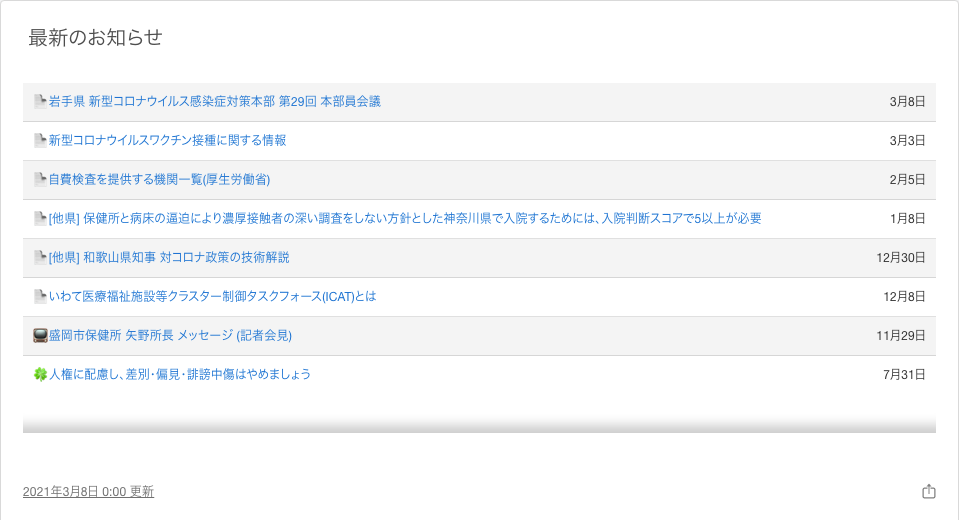 最新のお知らせ
岩手県 新型コロナウイルス感染症対策本部 第29回 本部員会議 3月8日
新型コロナウイルスワクチン接種に関する情報 3月3日
自費検査を提供する機関一覧(厚生労働省) 2月5日
[他県] 保健所と病床の逼迫により濃厚接触者の深い調査をしない方針とした神奈川県で入院するためには、入院判断スコアで5以上が必要 1月8日
[他県] 和歌山県知事 対コロナ政策の技術解説 12月30日
いわて医療福祉施設等クラスター制御タスクフォース(ICAT)とは 12月8日
盛岡市保健所 矢野所長 メッセージ (記者会見) 11月29日
人権に配慮し、差別・偏見・誹謗中傷はやめましょう 7月31日
2021年3月8日 0:00 更新